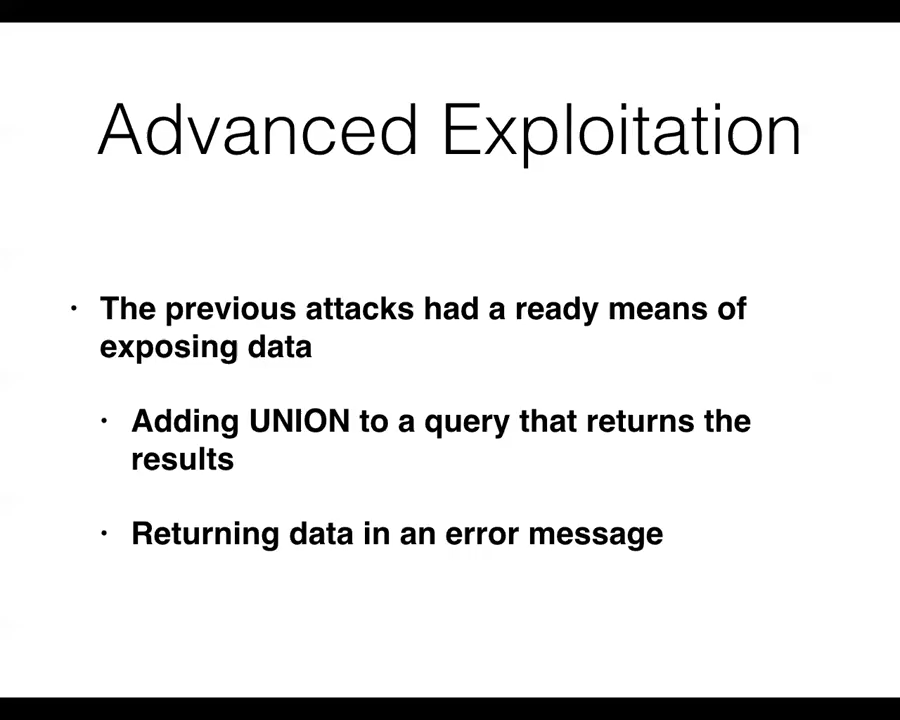 Advanced Exploitation
• The previous attacks had a ready means of
exposing data
• Adding UNION to a query that returns the
results
• Returning data in an error message